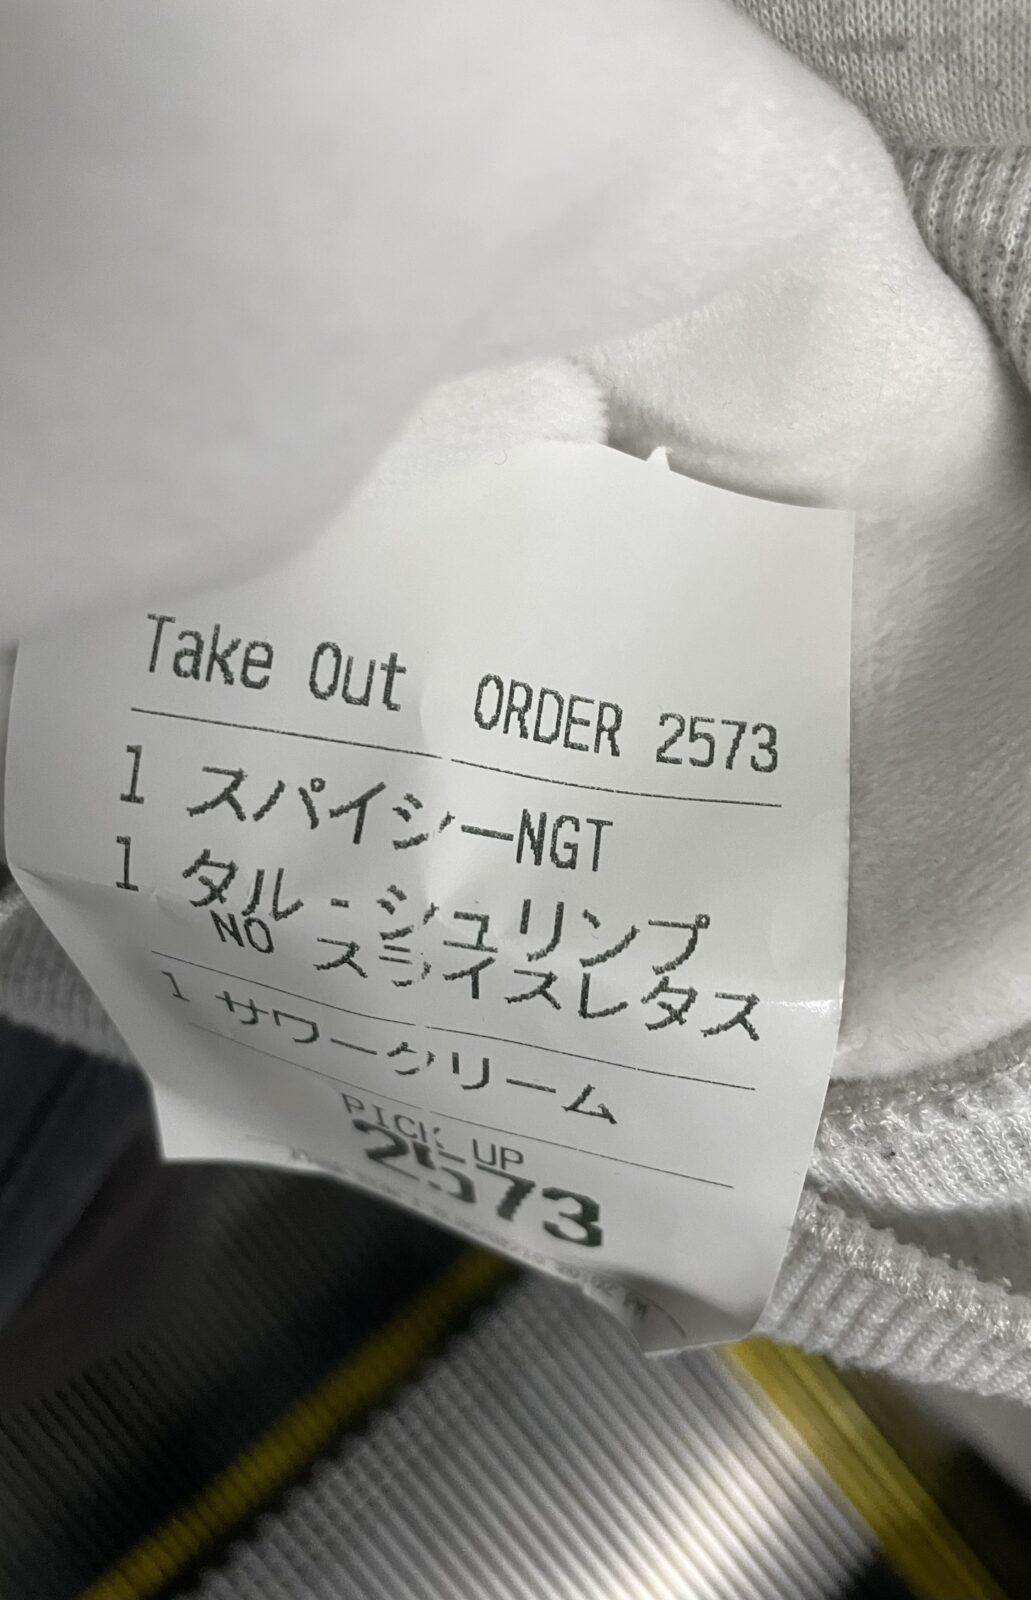 Take Out ORDER 2573
1 スパイシーNGT
1 タル-シュリンプ
NO スライスレタス
1 サワークリーム
PICK UP
2573